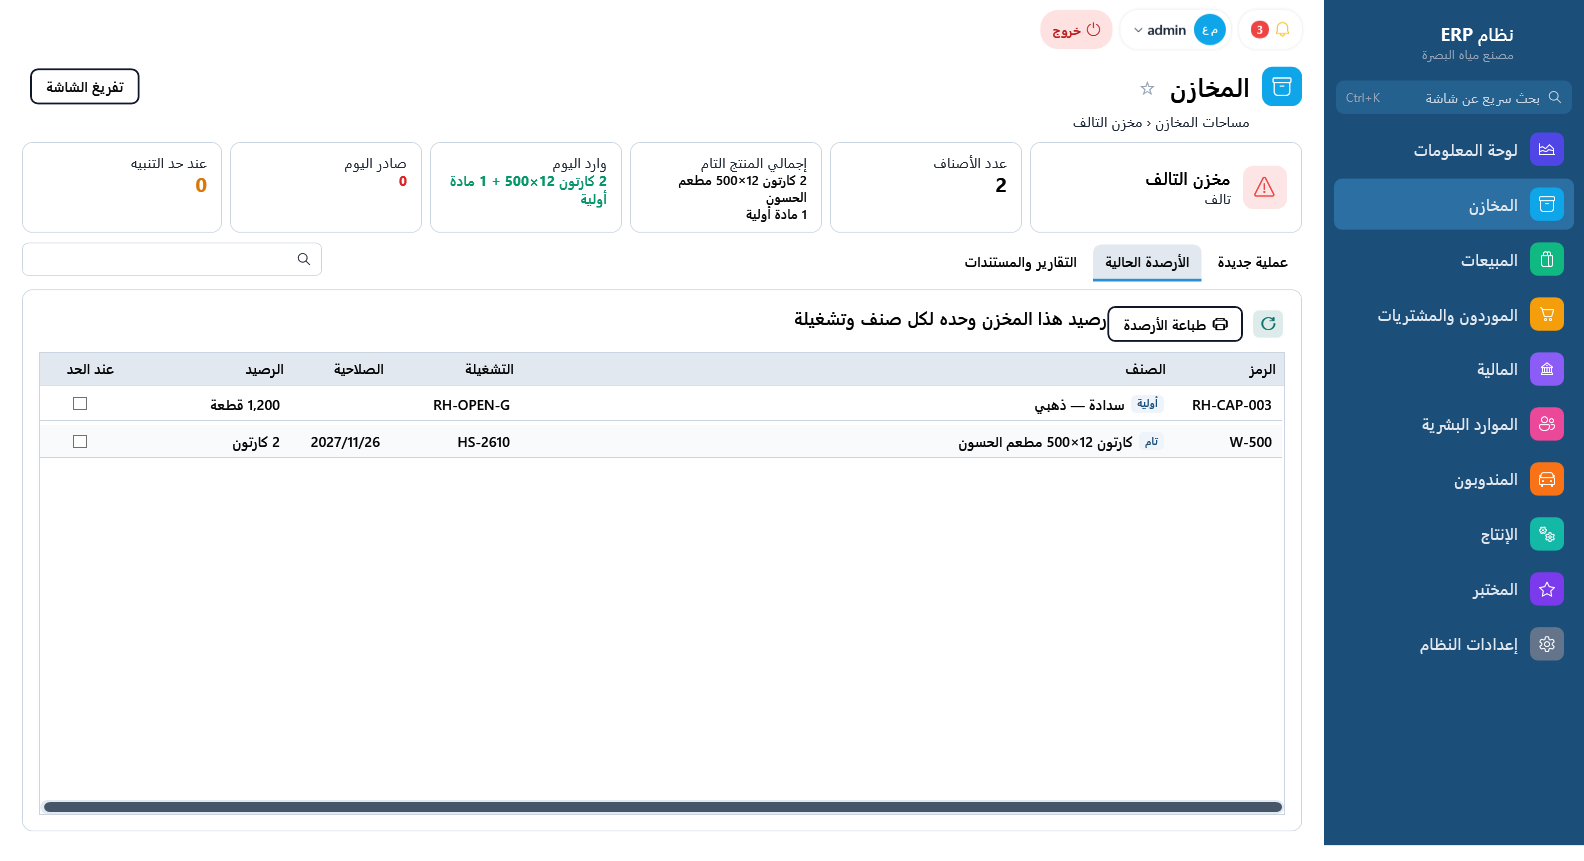 نظام ERP
مصنع مياه البصرة
بحث سريع عن شاشة
Ctrl+K
لوحة المعلومات
المخازن
المبيعات
الموردون والمشتريات
المالية
الموارد البشرية
المندوبون
الإنتاج
المختبر
إعدادات النظام
3
م ع
admin
خروج
المخازن
مساحات المخازن › مخزن التالف
تفريغ الشاشة
مخزن التالف
تالف
عدد الأصناف
2
إجمالي المنتج التام
2 كارتون 12×500 مطعم
الحسون
1 مادة أولية
وارد اليوم
2 كارتون 12×500 + 1 مادة
أولية
صادر اليوم
0
عند حد التنبيه
0
عملية جديدة
الأرصدة الحالية
التقارير والمستندات
طباعة الأرصدة
رصيد هذا المخزن وحده لكل صنف وتشغيلة
الرمز الصنف التشغيلة الصلاحية الرصيد عند الحد
RH-CAP-003 أولية سدادة — ذهبي RH-OPEN-G 1,200 قطعة
W-500 تام كارتون 12×500 مطعم الحسون HS-2610 2027/11/26 2 كارتون